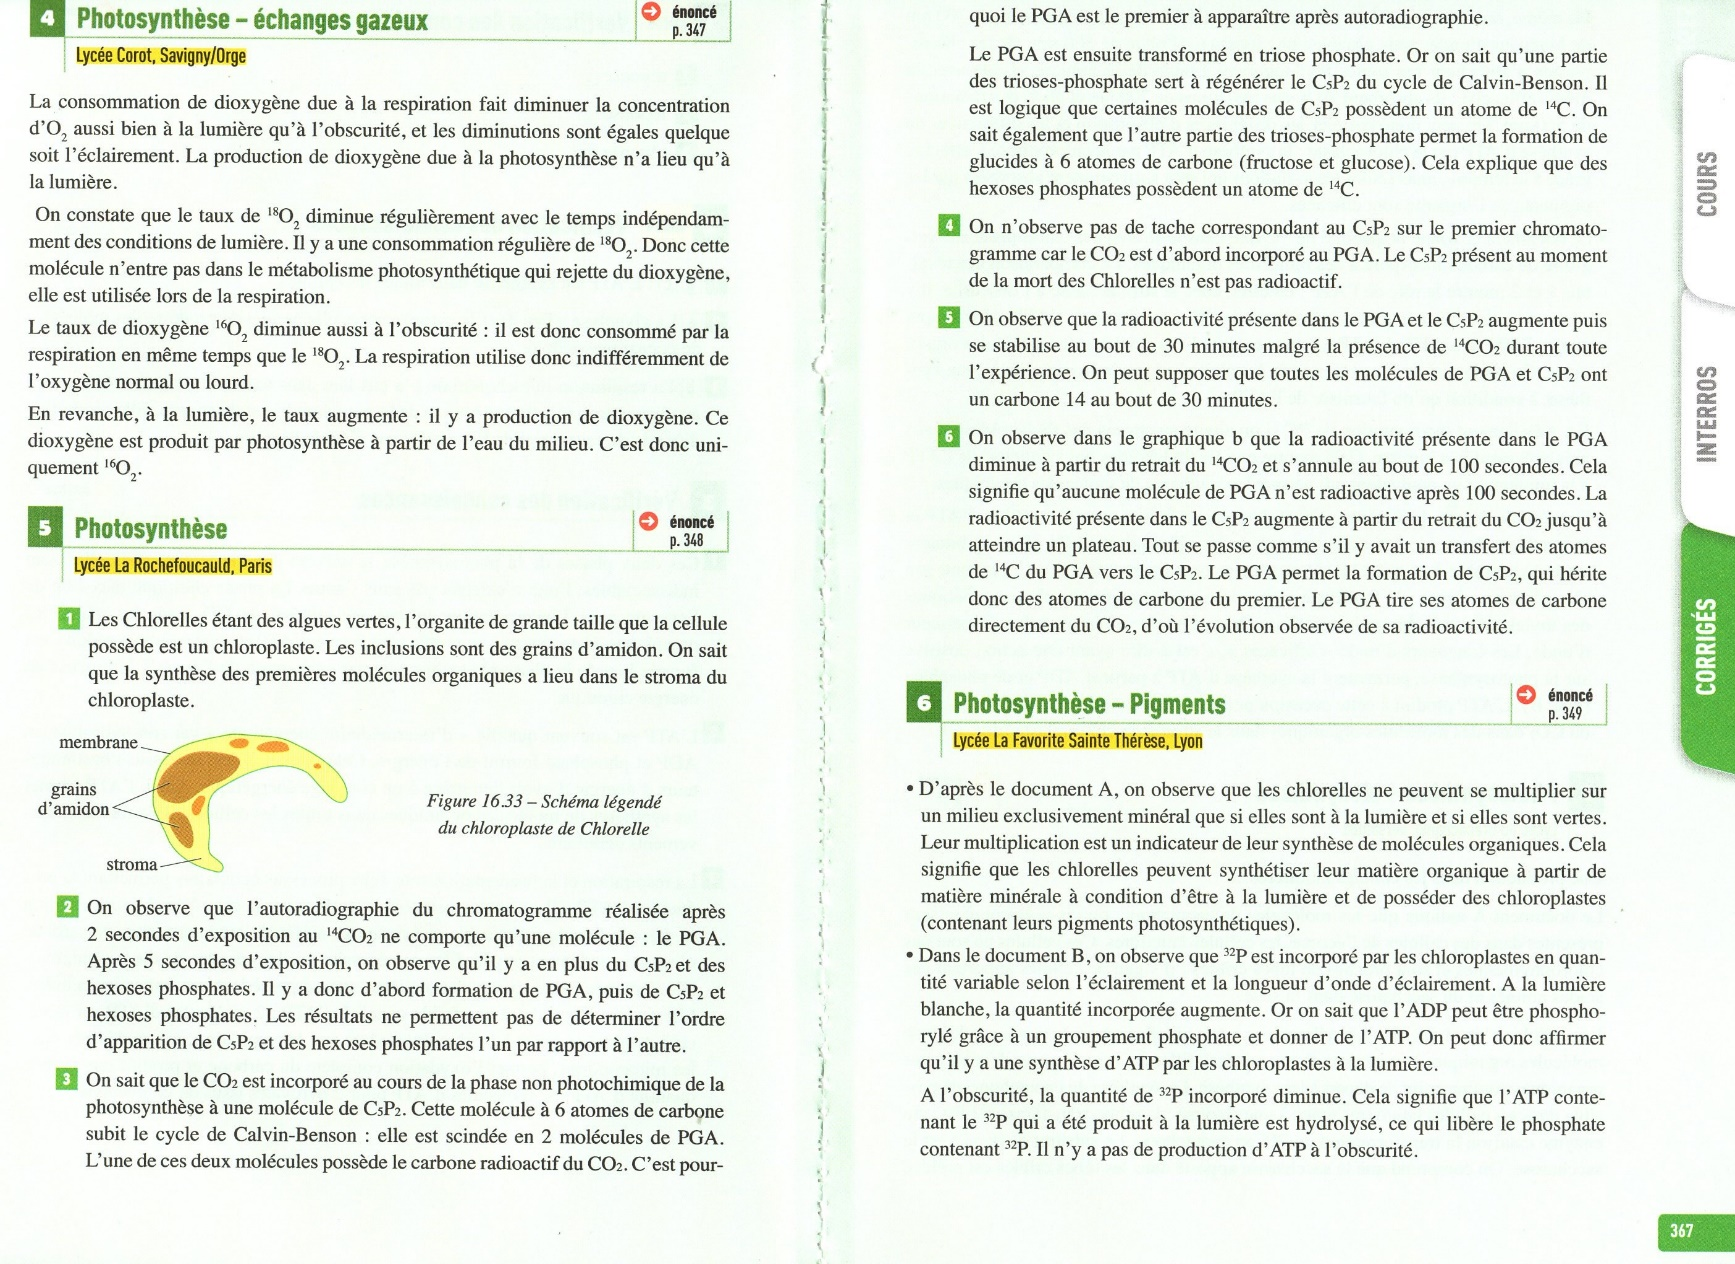 4 Photosynthèse – échanges gazeux
énoncé
p. 347
Lycée Corot, Savigny/Orge
La consommation de dioxygène due à la respiration fait diminuer la concentration
d’O₂ aussi bien à la lumière qu’à l’obscurité, et les diminutions sont égales quelque
soit l’éclairement. La production de dioxygène due à la photosynthèse n’a lieu qu’à
la lumière.
On constate que le taux de ¹⁸O₂ diminue régulièrement avec le temps indépendam-
ment des conditions de lumière. Il y a une consommation régulière de ¹⁸O₂. Donc cette
molécule n’entre pas dans le métabolisme photosynthétique qui rejette du dioxygène,
elle est utilisée lors de la respiration.
Le taux de dioxygène ¹⁶O₂ diminue aussi à l’obscurité : il est donc consommé par la
respiration en même temps que le ¹⁸O₂. La respiration utilise donc indifféremment de
l’oxygène normal ou lourd.
En revanche, à la lumière, le taux augmente : il y a production de dioxygène. Ce
dioxygène est produit par photosynthèse à partir de l’eau du milieu. C’est donc uni-
quement ¹⁶O₂.
5 Photosynthèse
énoncé
p. 348
Lycée La Rochefoucauld, Paris
1 Les Chlorelles étant des algues vertes, l’organite de grande taille que la cellule
possède est un chloroplaste. Les inclusions sont des grains d’amidon. On sait
que la synthèse des premières molécules organiques a lieu dans le stroma du
chloroplaste.
membrane
grains
d’amidon
stroma
Figure 16.33 – Schéma légendé
du chloroplaste de Chlorelle
2 On observe que l’autoradiographie du chromatogramme réalisée après
2 secondes d’exposition au ¹⁴CO₂ ne comporte qu’une molécule : le PGA.
Après 5 secondes d’exposition, on observe qu’il y a en plus du C₅P₂ et des
hexoses phosphates. Il y a donc d’abord formation de PGA, puis de C₅P₂ et
hexoses phosphates. Les résultats ne permettent pas de déterminer l’ordre
d’apparition de C₅P₂ et des hexoses phosphates l’un par rapport à l’autre.
3 On sait que le CO₂ est incorporé au cours de la phase non photochimique de la
photosynthèse à une molécule de C₅P₂. Cette molécule à 6 atomes de carbone
subit le cycle de Calvin-Benson : elle est scindée en 2 molécules de PGA.
L’une de ces deux molécules possède le carbone radioactif du CO₂. C’est pour-
quoi le PGA est le premier à apparaître après autoradiographie.
Le PGA est ensuite transformé en triose phosphate. Or on sait qu’une partie
des trioses-phosphate sert à régénérer le C₅P₂ du cycle de Calvin-Benson. Il
est logique que certaines molécules de C₅P₂ possèdent un atome de ¹⁴C. On
sait également que l’autre partie des trioses-phosphate permet la formation de
glucides à 6 atomes de carbone (fructose et glucose). Cela explique que des
hexoses phosphates possèdent un atome de ¹⁴C.
4 On n’observe pas de tache correspondant au C₅P₂ sur le premier chromato-
gramme car le CO₂ est d’abord incorporé au PGA. Le C₅P₂ présent au moment
de la mort des Chlorelles n’est pas radioactif.
5 On observe que la radioactivité présente dans le PGA et le C₅P₂ augmente puis
se stabilise au bout de 30 minutes malgré la présence de ¹⁴CO₂ durant toute
l’expérience. On peut supposer que toutes les molécules de PGA et C₅P₂ ont
un carbone 14 au bout de 30 minutes.
6 On observe dans le graphique b que la radioactivité présente dans le PGA
diminue à partir du retrait du ¹⁴CO₂ et s’annule au bout de 100 secondes. Cela
signifie qu’aucune molécule de PGA n’est radioactive après 100 secondes. La
radioactivité présente dans le C₅P₂ augmente à partir du retrait du CO₂ jusqu’à
atteindre un plateau. Tout se passe comme s’il y avait un transfert des atomes
de ¹⁴C du PGA vers le C₅P₂. Le PGA permet la formation de C₅P₂, qui hérite
donc des atomes de carbone du premier. Le PGA tire ses atomes de carbone
directement du CO₂, d’où l’évolution observée de sa radioactivité.
6 Photosynthèse – Pigments
énoncé
p. 349
Lycée La Favorite Sainte Thérèse, Lyon
• D’après le document A, on observe que les chlorelles ne peuvent se multiplier sur
un milieu exclusivement minéral que si elles sont à la lumière et si elles sont vertes.
Leur multiplication est un indicateur de leur synthèse de molécules organiques. Cela
signifie que les chlorelles peuvent synthétiser leur matière organique à partir de
matière minérale à condition d’être à la lumière et de posséder des chloroplastes
(contenant leurs pigments photosynthétiques).
• Dans le document B, on observe que ³²P est incorporé par les chloroplastes en quan-
tité variable selon l’éclairement et la longueur d’onde d’éclairement. A la lumière
blanche, la quantité incorporée augmente. Or on sait que l’ADP peut être phospho-
rylé grâce à un groupement phosphate et donner de l’ATP. On peut donc affirmer
qu’il y a une synthèse d’ATP par les chloroplastes à la lumière.
A l’obscurité, la quantité de ³²P incorporé diminue. Cela signifie que l’ATP conte-
nant le ³²P qui a été produit à la lumière est hydrolysé, ce qui libère le phosphate
contenant ³²P. Il n’y a pas de production d’ATP à l’obscurité.
COURS
INTERROS
CORRIGÉS
367